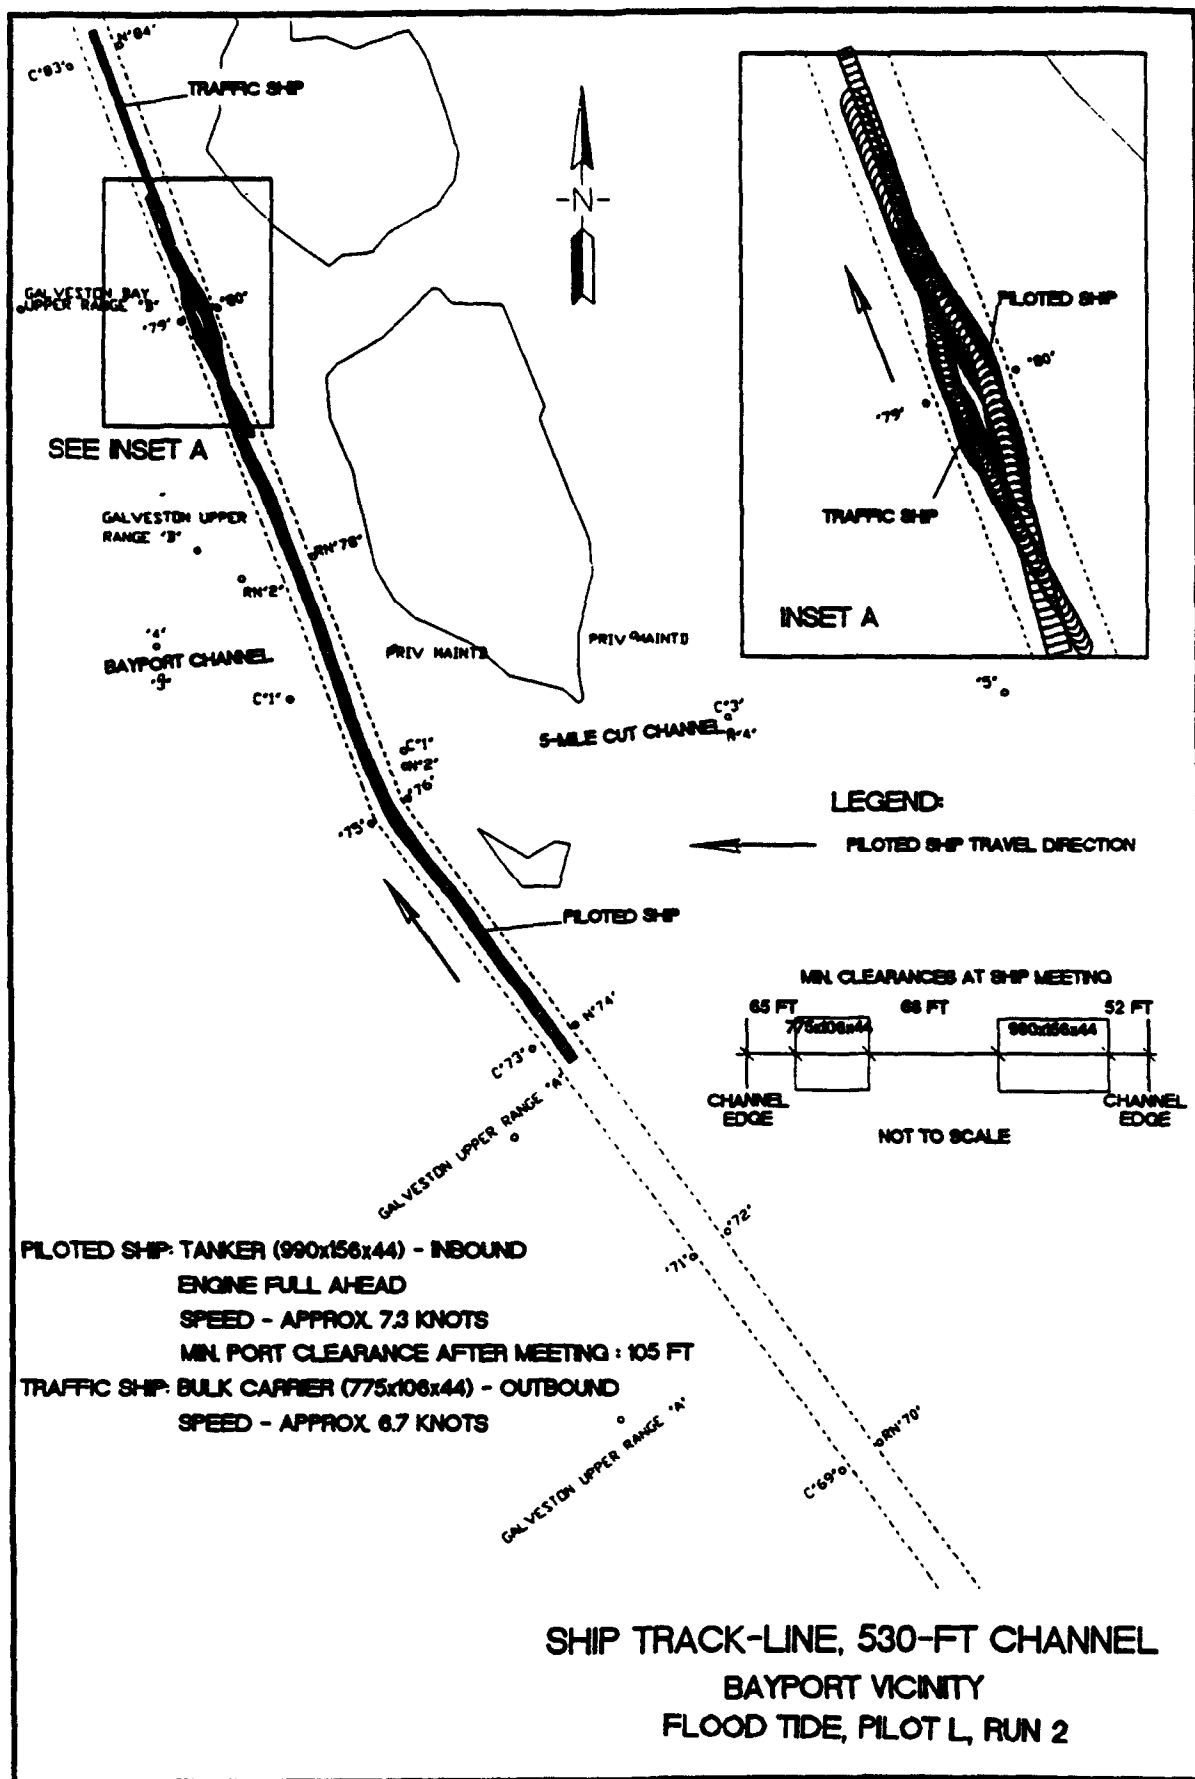 N"84"
C"83"
TRAFFIC SHIP
N
GALVESTON BAY
UPPER RANGE "B"
"80"
"79"
SEE INSET A
GALVESTON UPPER
RANGE "B"
RN"78"
RN"2"
"4"
BAYPORT CHANNEL
"3"
C"1"
PRIV MAINTD
PRIV MAINTD
C"3"
R"4"
5-MILE CUT CHANNEL
"5"
C"1"
RN"2"
"76"
"75"
PILOTED SHIP
"80"
"79"
TRAFFIC SHIP
INSET A
LEGEND:
PILOTED SHIP TRAVEL DIRECTION
PILOTED SHIP
N"74"
C"73"
GALVESTON UPPER RANGE "A"
MIN. CLEARANCES AT SHIP MEETING
65 FT 68 FT 52 FT
775x106x44 990x156x44
CHANNEL EDGE CHANNEL EDGE
NOT TO SCALE
"72"
"71"
PILOTED SHIP: TANKER (990x156x44) - INBOUND
ENGINE FULL AHEAD
SPEED - APPROX. 7.3 KNOTS
MIN. PORT CLEARANCE AFTER MEETING : 105 FT
TRAFFIC SHIP: BULK CARRIER (775x106x44) - OUTBOUND
SPEED - APPROX. 6.7 KNOTS
GALVESTON UPPER RANGE "A"
RN"70"
C"69"
SHIP TRACK-LINE, 530-FT CHANNEL
BAYPORT VICINITY
FLOOD TIDE, PILOT L, RUN 2